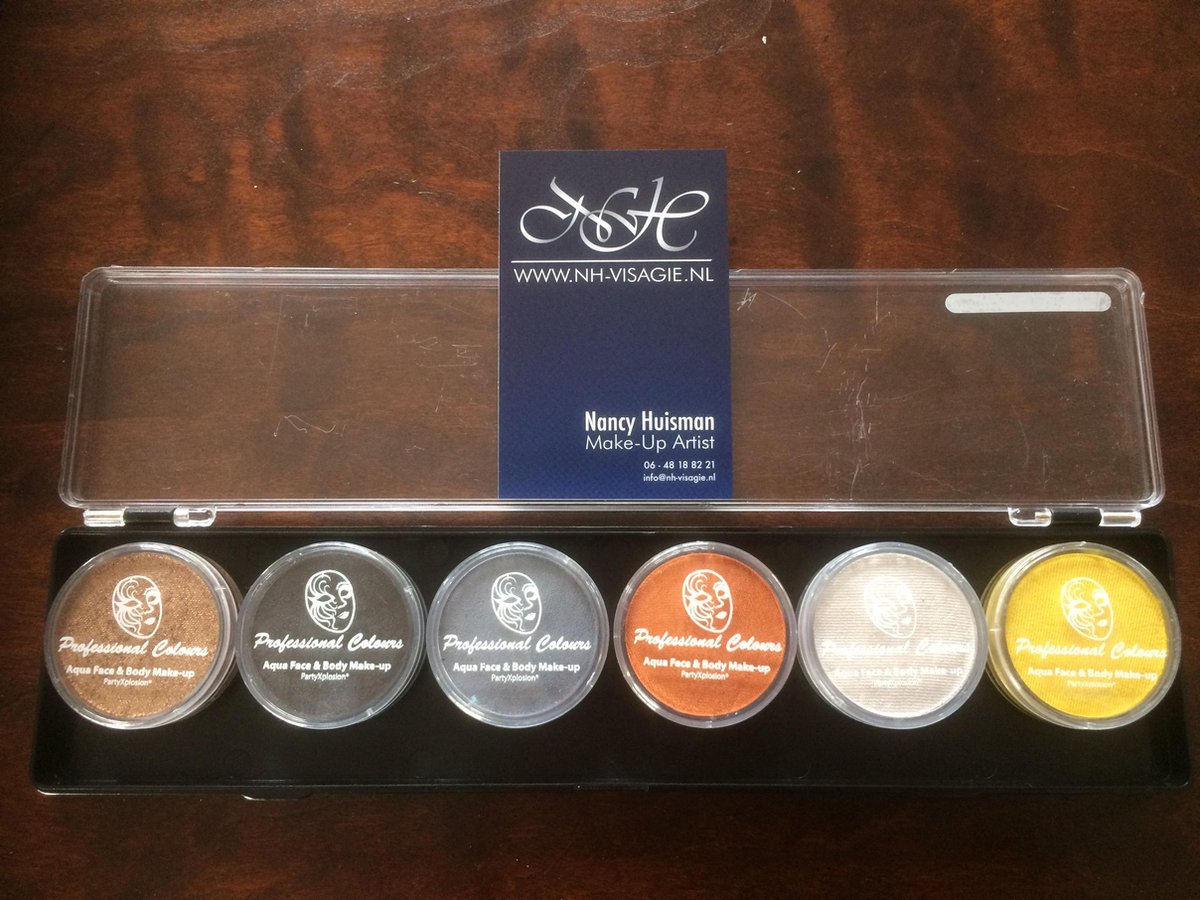 NH
WWW.NH-VISAGIE.NL
Nancy Huisman
Make-Up Artist
06 - 48 18 82 21
info@nh-visagie.nl
Professional Colours
Aqua Face & Body Make-up
PartyXplosion®
Professional Colours
Aqua Face & Body Make-up
PartyXplosion®
Professional Colours
Aqua Face & Body Make-up
PartyXplosion®
Professional Colours
Aqua Face & Body Make-up
PartyXplosion®
Professional Colours
Aqua Face & Body Make-up
PartyXplosion®
Professional Colours
Aqua Face & Body Make-up
PartyXplosion®